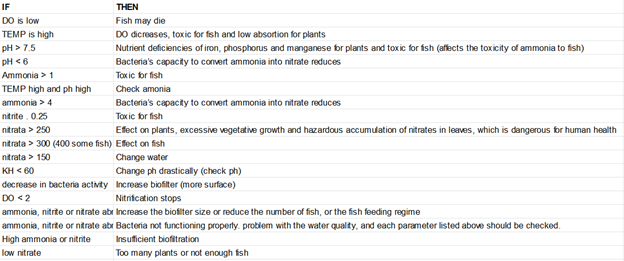 IF THEN
DO is low Fish may die
TEMP is high DO dicreases, toxic for fish and low absortion for plants
pH > 7.5 Nutrient deficiencies of iron, phosphorus and manganese for plants and toxic for fish (affects the toxicity of ammonia to fish)
pH < 6 Bacteria's capacity to convert ammonia into nitrate reduces
Ammonia > 1 Toxic for fish
TEMP high and ph high Check amonia
ammonia > 4 Bacteria's capacity to convert ammonia into nitrate reduces
nitrite . 0.25 Toxic for fish
nitrata > 250 Effect on plants, excessive vegetative growth and hazardous accumulation of nitrates in leaves, which is dangerous for human health
nitrata > 300 (400 some fish) Effect on fish
nitrata > 150 Change water
KH < 60 Change ph drastically (check ph)
decrease in bacteria activity Increase biofilter (more surface)
DO < 2 Nitrification stops
ammonia, nitrite or nitrate ab Increase the biofilter size or reduce the number of fish, or the fish feeding regime
ammonia, nitrite or nitrate ab Bacteria not functioning properly. problem with the water quality, and each parameter listed above should be checked.
High ammonia or nitrite Insufficient biofiltration
low nitrate Too many plants or not enough fish